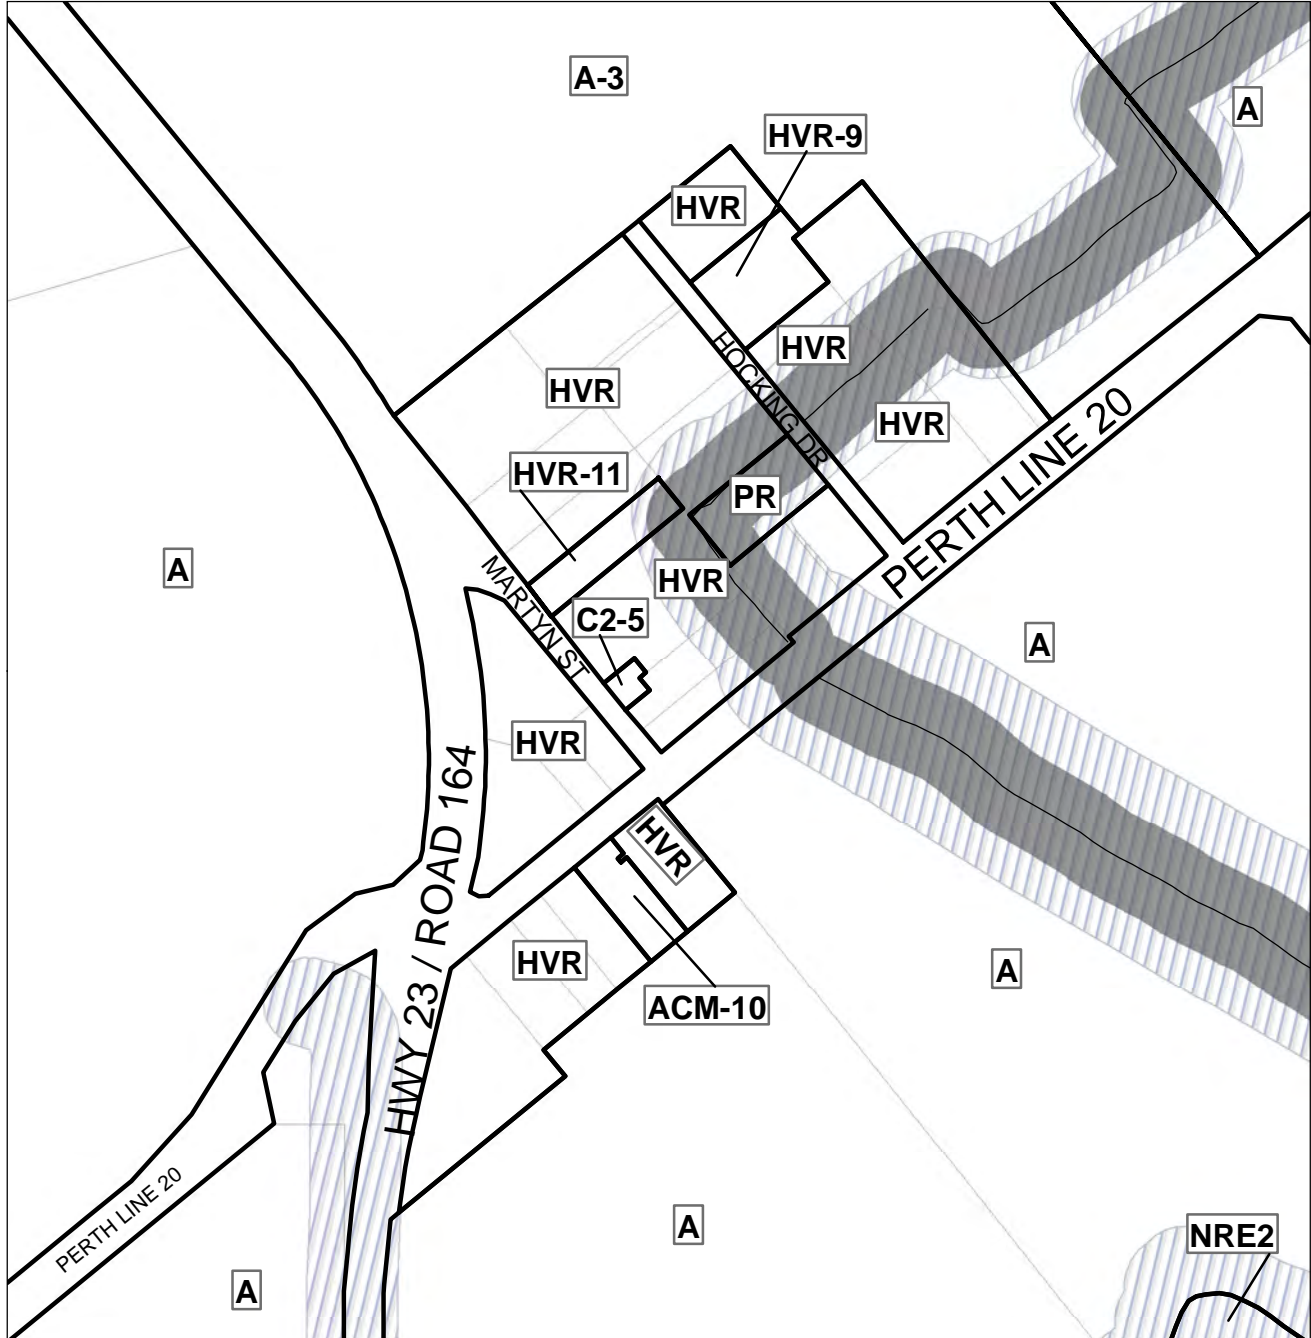 A-3
A
HVR-9
HVR
HVR
HOCKING DR
HVR
HVR
PERTH LINE 20
HVR-11
PR
A
HVR
MARTYN ST
C2-5
A
HVR
HVR
HWY 23 / ROAD 164
HVR
A
ACM-10
PERTH LINE 20
A
NRE2
A